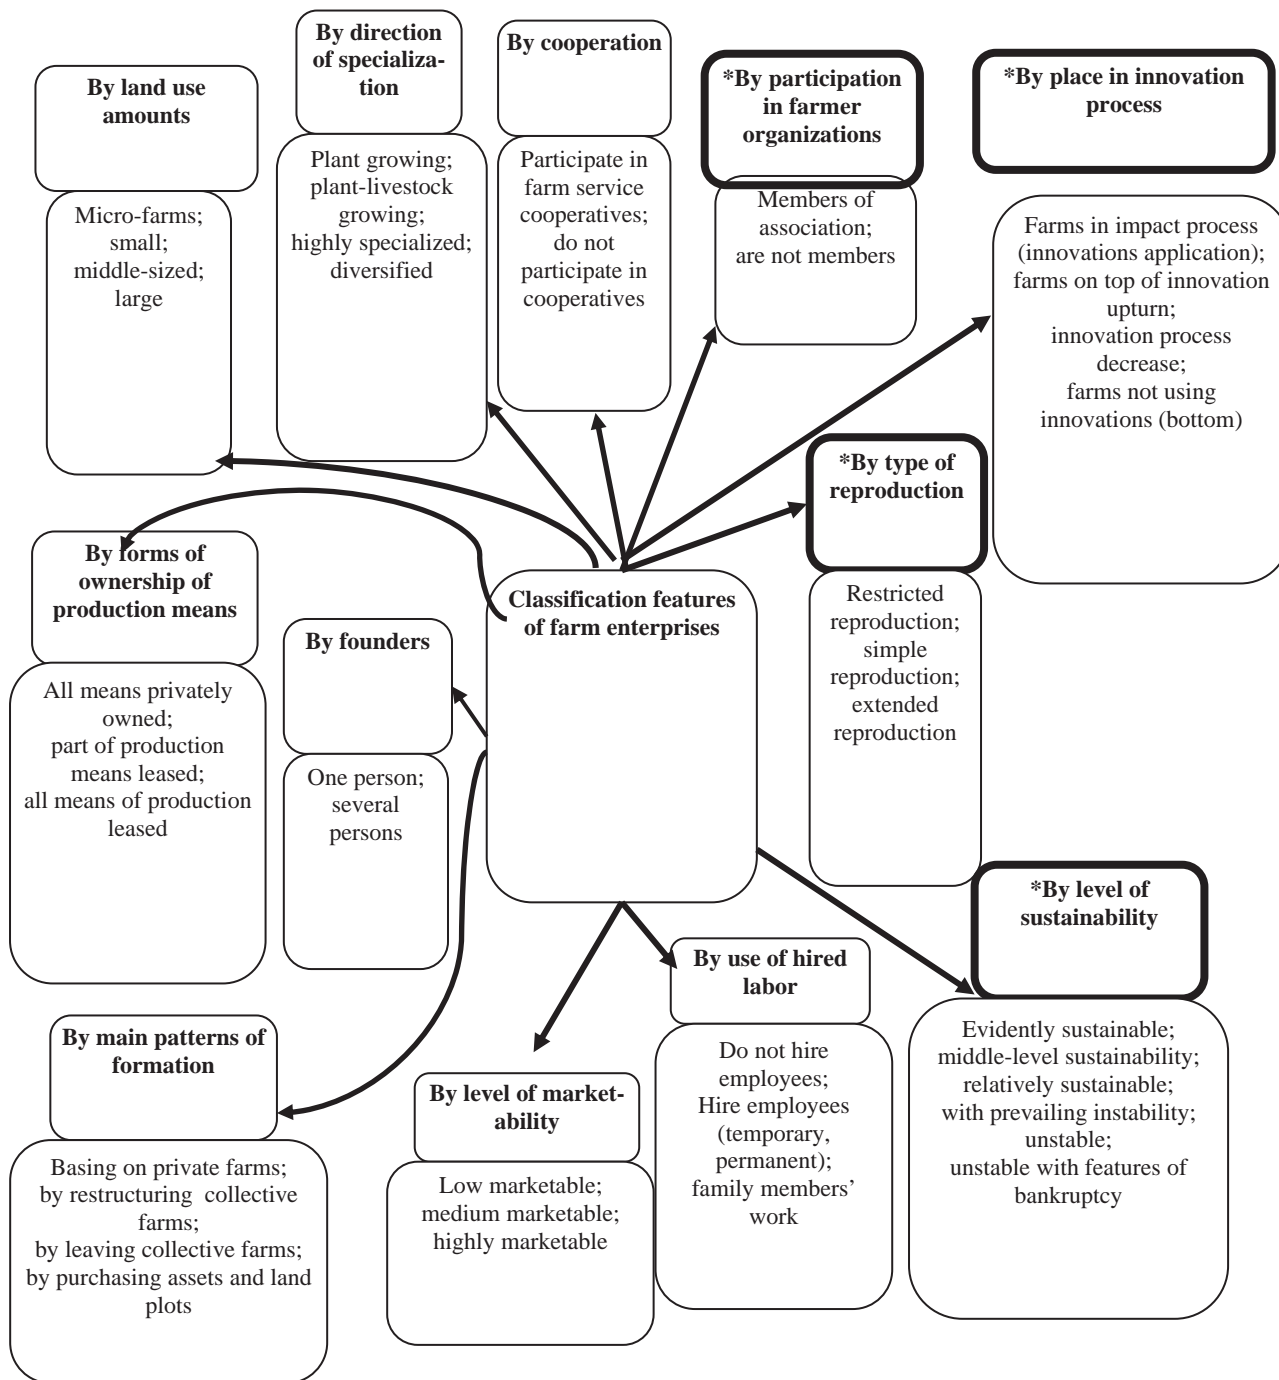 By land use
amounts
Micro-farms;
small;
middle-sized;
large
By direction
of specializa-
tion
Plant growing;
plant-livestock
growing;
highly specialized;
diversified
By cooperation
Participate in
farm service
cooperatives;
do not
participate in
cooperatives
*By participation
in farmer
organizations
Members of
association;
are not members
*By place in innovation
process
Farms in impact process
(innovations application);
farms on top of innovation
upturn;
innovation process
decrease;
farms not using
innovations (bottom)
*By type of
reproduction
Restricted
reproduction;
simple
reproduction;
extended
reproduction
By forms of
ownership of
production means
All means privately
owned;
part of production
means leased;
all means of production
leased
By founders
One person;
several
persons
Classification features
of farm enterprises
*By level of
sustainability
Evidently sustainable;
middle-level sustainability;
relatively sustainable;
with prevailing instability;
unstable;
unstable with features of
bankruptcy
By use of hired
labor
Do not hire
employees;
Hire employees
(temporary,
permanent);
family members’
work
By level of market-
ability
Low marketable;
medium marketable;
highly marketable
By main patterns of
formation
Basing on private farms;
by restructuring collective
farms;
by leaving collective farms;
by purchasing assets and land
plots